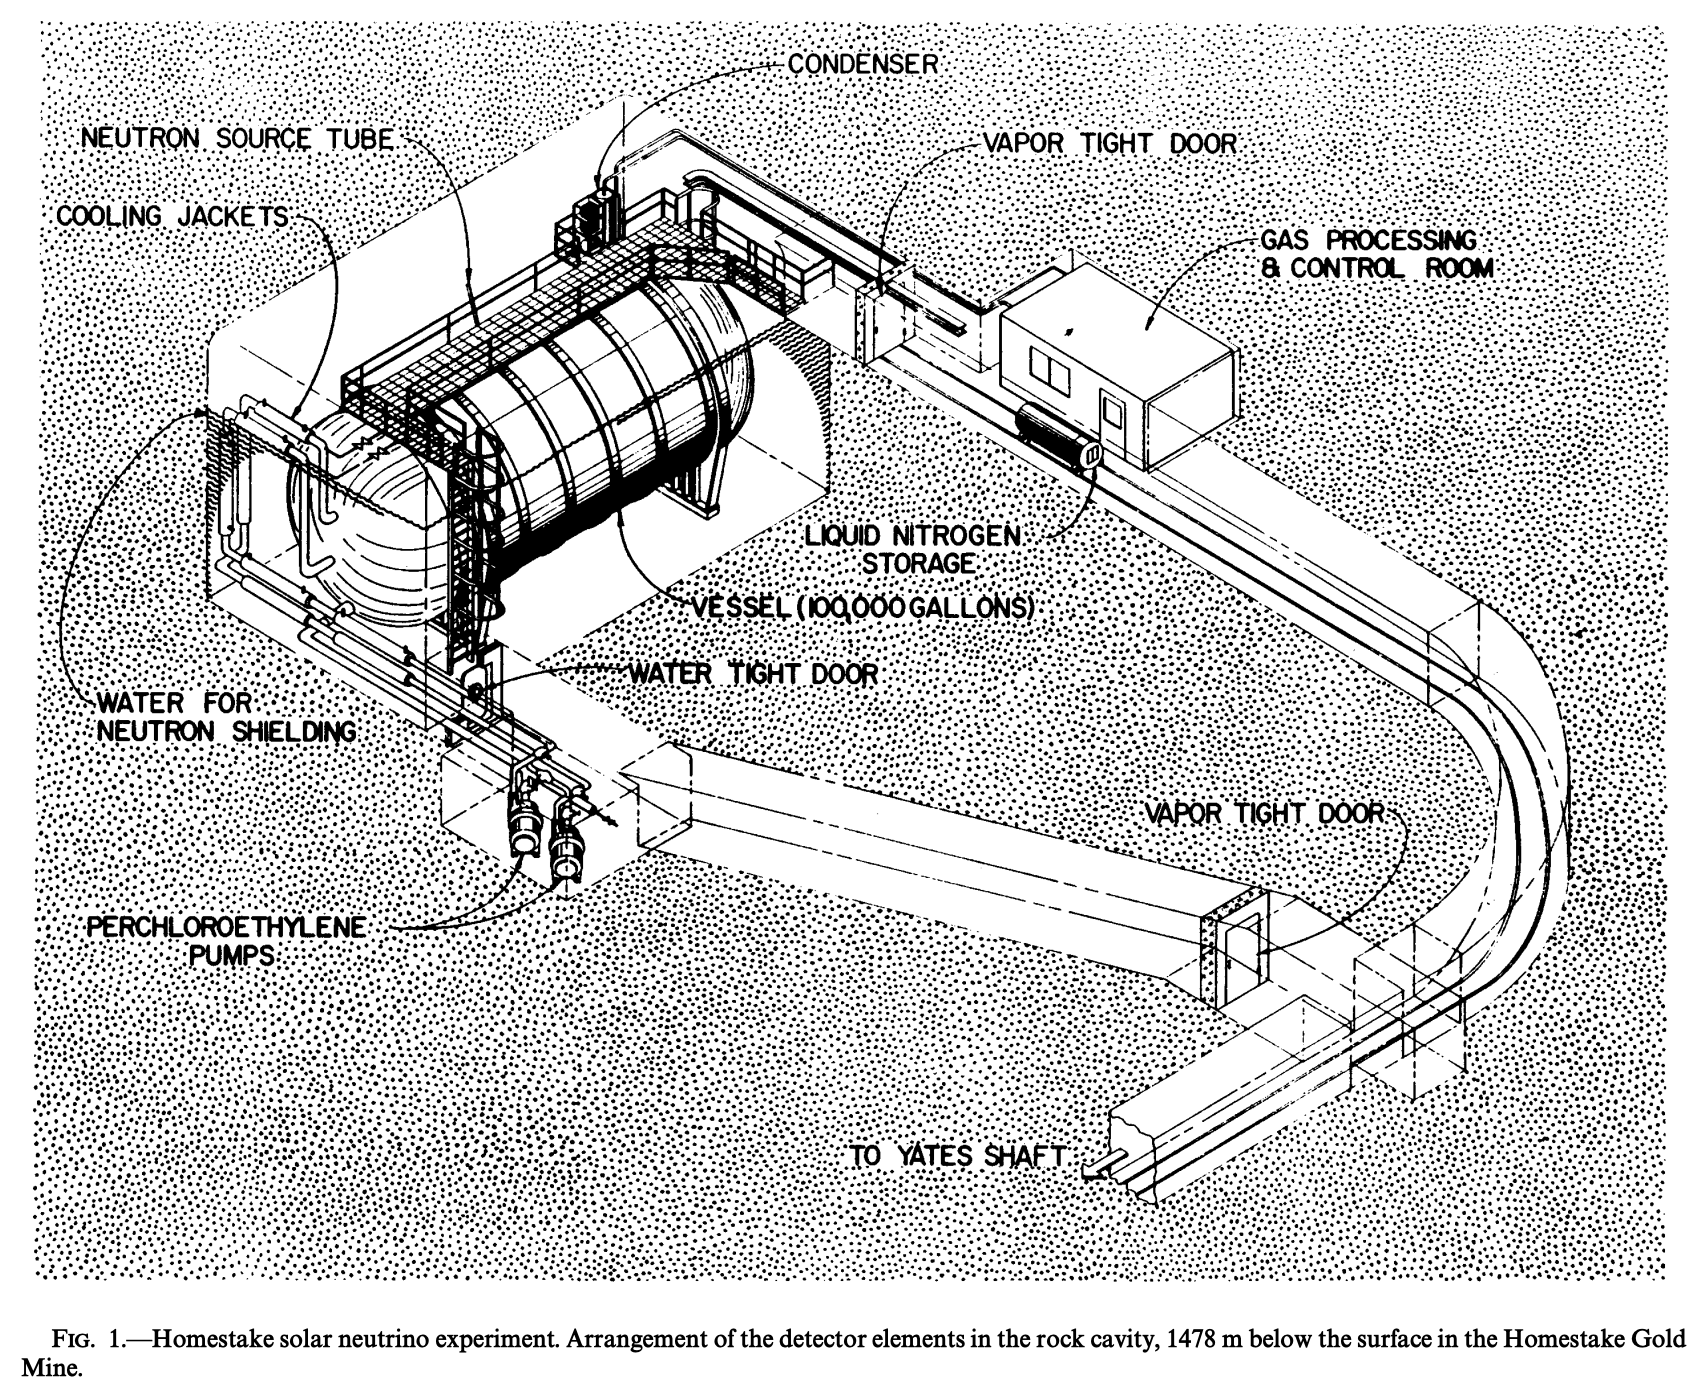 CONDENSER
NEUTRON SOURCE TUBE
VAPOR TIGHT DOOR
COOLING JACKETS
GAS PROCESSING
& CONTROL ROOM
LIQUID NITROGEN
STORAGE
VESSEL (100,000 GALLONS)
WATER TIGHT DOOR
WATER FOR
NEUTRON SHIELDING
VAPOR TIGHT DOOR
PERCHLOROETHYLENE
PUMPS
TO YATES SHAFT
FIG. 1.—Homestake solar neutrino experiment. Arrangement of the detector elements in the rock cavity, 1478 m below the surface in the Homestake Gold
Mine.